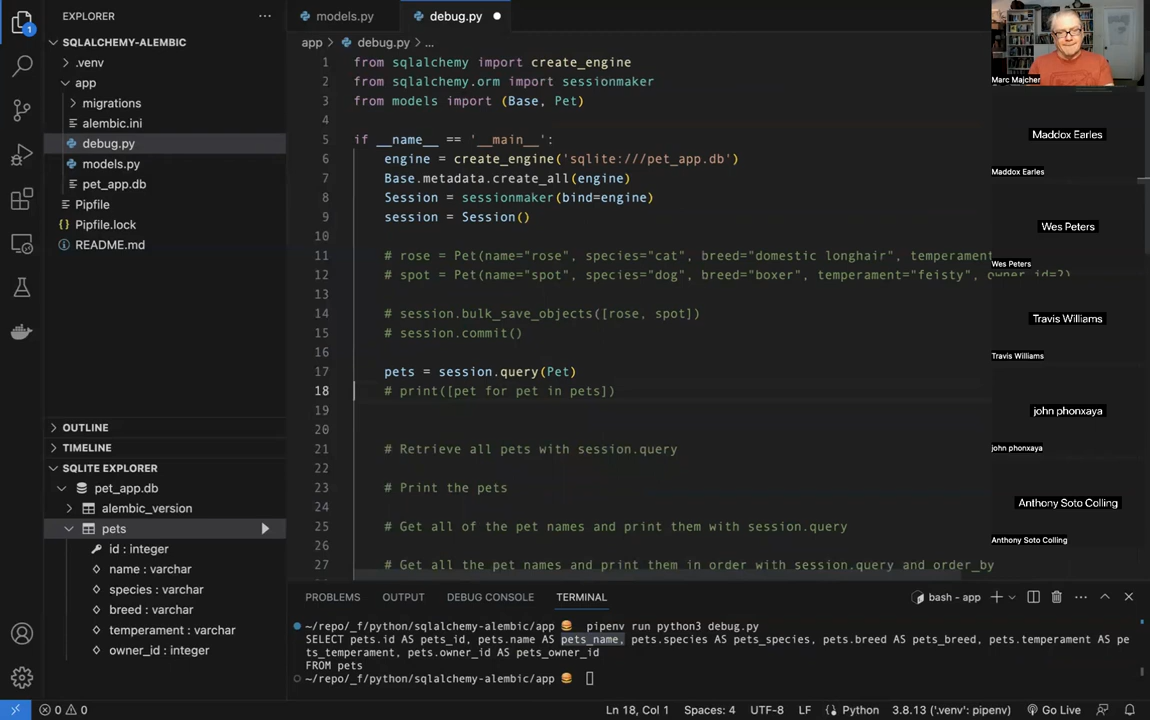 EXPLORER
SQLALCHEMY-ALEMBIC
.venv
app
migrations
alembic.ini
debug.py
models.py
pet_app.db
Pipfile
Pipfile.lock
README.md
OUTLINE
TIMELINE
SQLITE EXPLORER
pet_app.db
alembic_version
pets
id : integer
name : varchar
species : varchar
breed : varchar
temperament : varchar
owner_id : integer
models.py
debug.py
app > debug.py > ...
1 from sqlalchemy import create_engine
2 from sqlalchemy.orm import sessionmaker
3 from models import (Base, Pet)
4
5 if __name__ == '__main__':
6 engine = create_engine('sqlite:///pet_app.db')
7 Base.metadata.create_all(engine)
8 Session = sessionmaker(bind=engine)
9 session = Session()
10
11 # rose = Pet(name="rose", species="cat", breed="domestic longhair", temperament
12 # spot = Pet(name="spot", species="dog", breed="boxer", temperament="feisty", owner_id=2)
13
14 # session.bulk_save_objects([rose, spot])
15 # session.commit()
16
17 pets = session.query(Pet)
18 # print([pet for pet in pets])
19
20
21 # Retrieve all pets with session.query
22
23 # Print the pets
24
25 # Get all of the pet names and print them with session.query
26
27 # Get all the pet names and print them in order with session.query and order_by
PROBLEMS OUTPUT DEBUG CONSOLE TERMINAL
bash - app
~/repo/_f/python/sqlalchemy-alembic/app 🍔 pipenv run python3 debug.py
SELECT pets.id AS pets_id, pets.name AS pets_name, pets.species AS pets_species, pets.breed AS pets_breed, pets.temperament AS pe
ts_temperament, pets.owner_id AS pets_owner_id
FROM pets
~/repo/_f/python/sqlalchemy-alembic/app 🍔
Marc Majcher
Maddox Earles
Maddox Earles
Wes Peters
Wes Peters
Travis Williams
Travis Williams
john phonxaya
john phonxaya
Anthony Soto Colling
Anthony Soto Colling
1
0 0
Ln 18, Col 1 Spaces: 4 UTF-8 LF Python 3.8.13 ('.venv': pipenv) Go Live